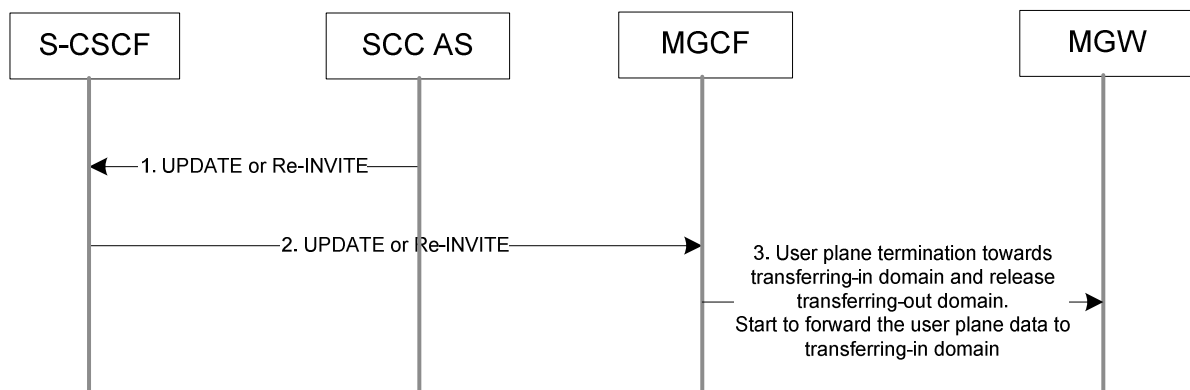 S-CSCF
SCC AS
MGCF
MGW
1. UPDATE or Re-INVITE
2. UPDATE or Re-INVITE
3. User plane termination towards
transferring-in domain and release
transferring-out domain.
Start to forward the user plane data to
transferring-in domain